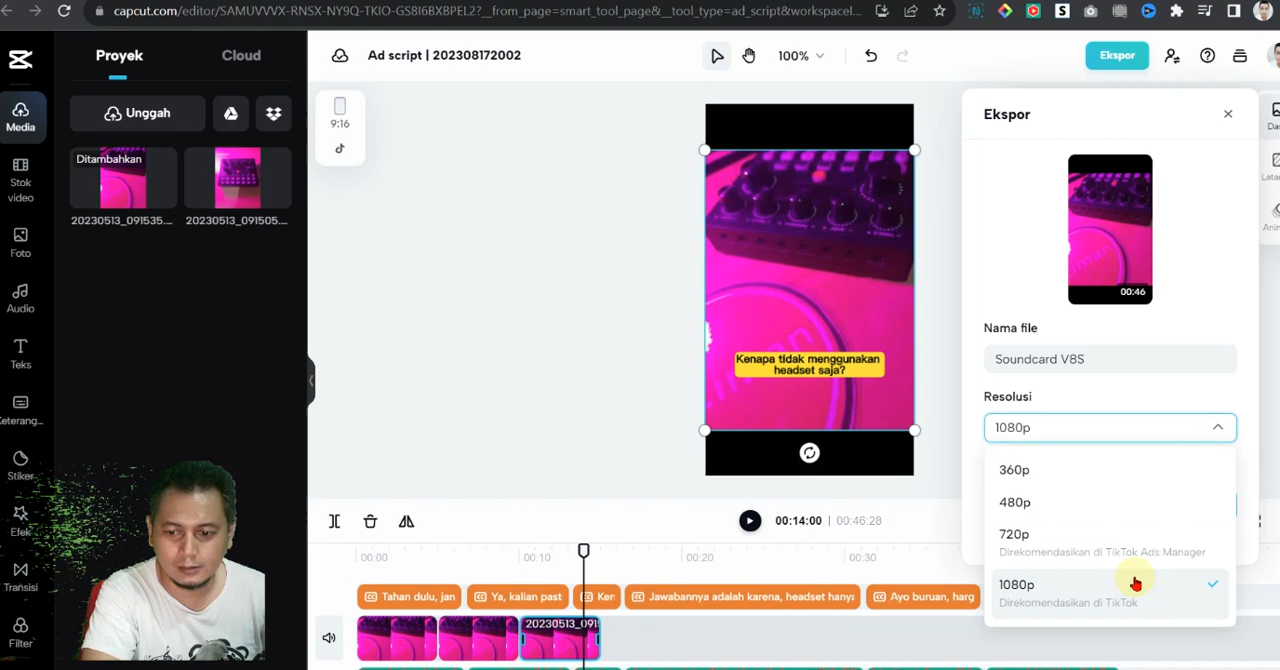 capcut.com/editor/SAMUVVVX-RNSX-NY9Q-TKIO-GS8I6BXBPEL2?__from_page=smart_tool_page&__tool_type=ad_script&workspaceI...
Proyek
Cloud
Ad script | 202308172002
100%
Ekspor
Media
Unggah
9:16
Ekspor
Ditambahkan
Stok
video
20230513_091535....
20230513_091505....
00:46
Foto
Nama file
Audio
Soundcard V8S
Kenapa tidak menggunakan
headset saja?
Teks
Resolusi
1080p
360p
480p
720p
Direkomendasikan di TikTok Ads Manager
1080p
Direkomendasikan di TikTok
Stiker
Efek
Transisi
Filter
00:14:00 | 00:46:28
00:00
00:10
00:20
00:30
Tahan dulu, jan
Ya, kalian past
Ken
Jawabannya adalah karena, headset hanya
Ayo buruan, harg
20230513_091